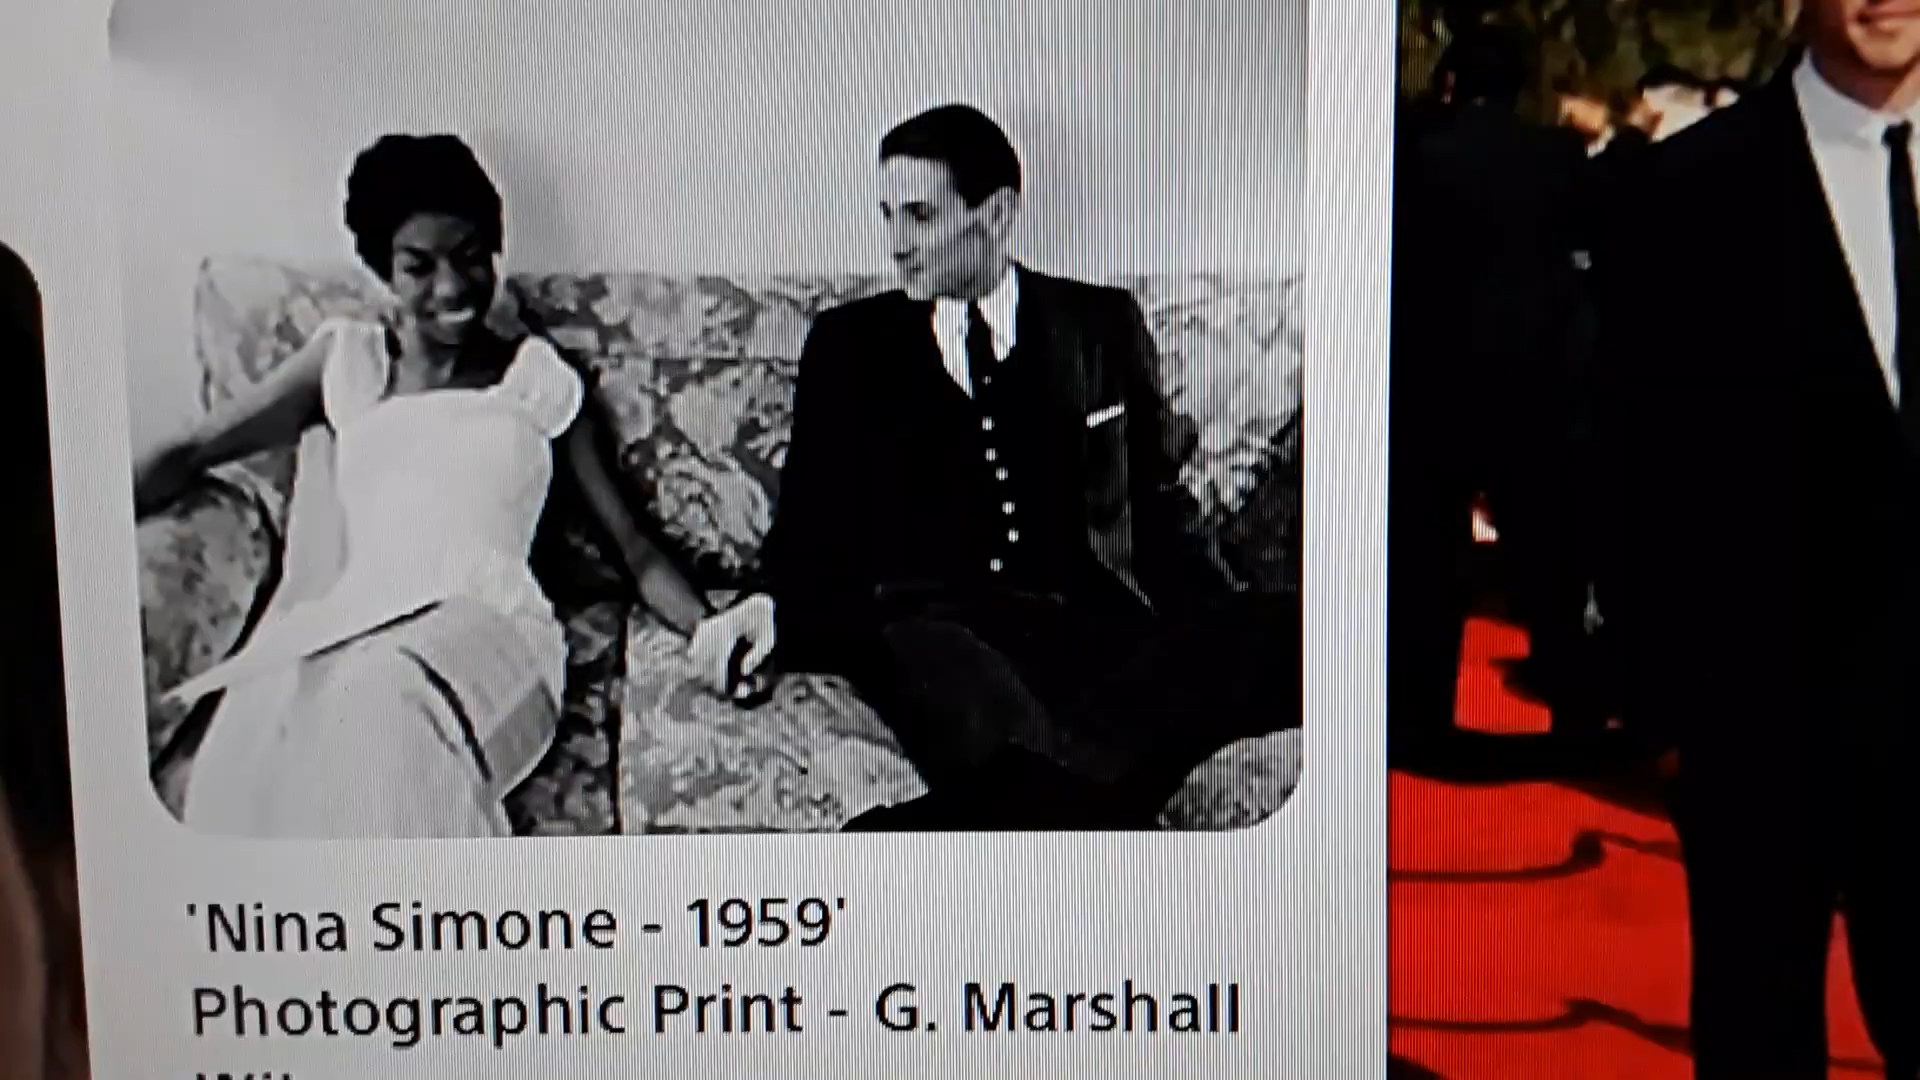 'Nina Simone - 1959'
Photographic Print - G. Marshall